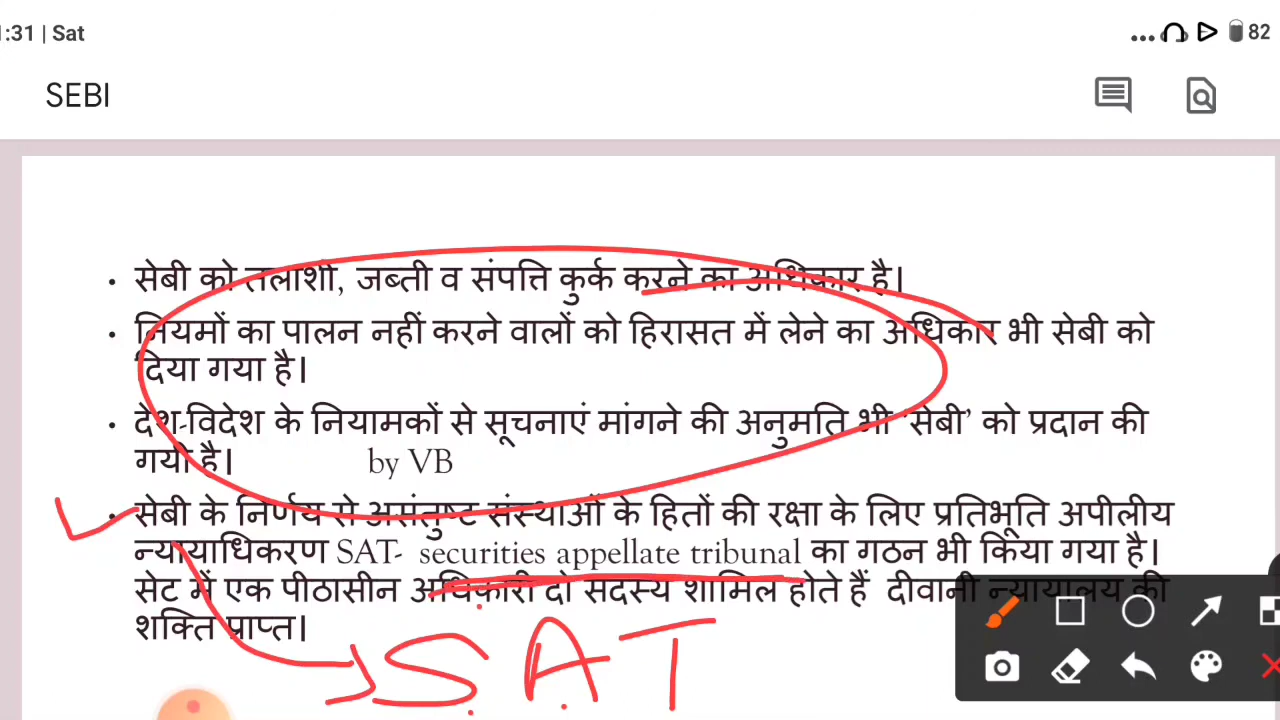 1:31 | Sat
82
SEBI
• सेबी को तलाशी, जब्ती व संपत्ति कुर्क करने का अधिकार है।
• नियमों का पालन नहीं करने वालों को हिरासत में लेने का अधिकार भी सेबी को
दिया गया है।
• देश-विदेश के नियामकों से सूचनाएं मांगने की अनुमति भी 'सेबी' को प्रदान की
गयी है। by VB
• सेबी के निर्णय से असंतुष्ट संस्थाओं के हितों की रक्षा के लिए प्रतिभूति अपीलीय
न्यायाधिकरण SAT- securities appellate tribunal का गठन भी किया गया है।
सेट में एक पीठासीन अधिकारी दो सदस्य शामिल होते हैं दीवानी न्यायालय की
शक्ति प्राप्त।
S.A.T